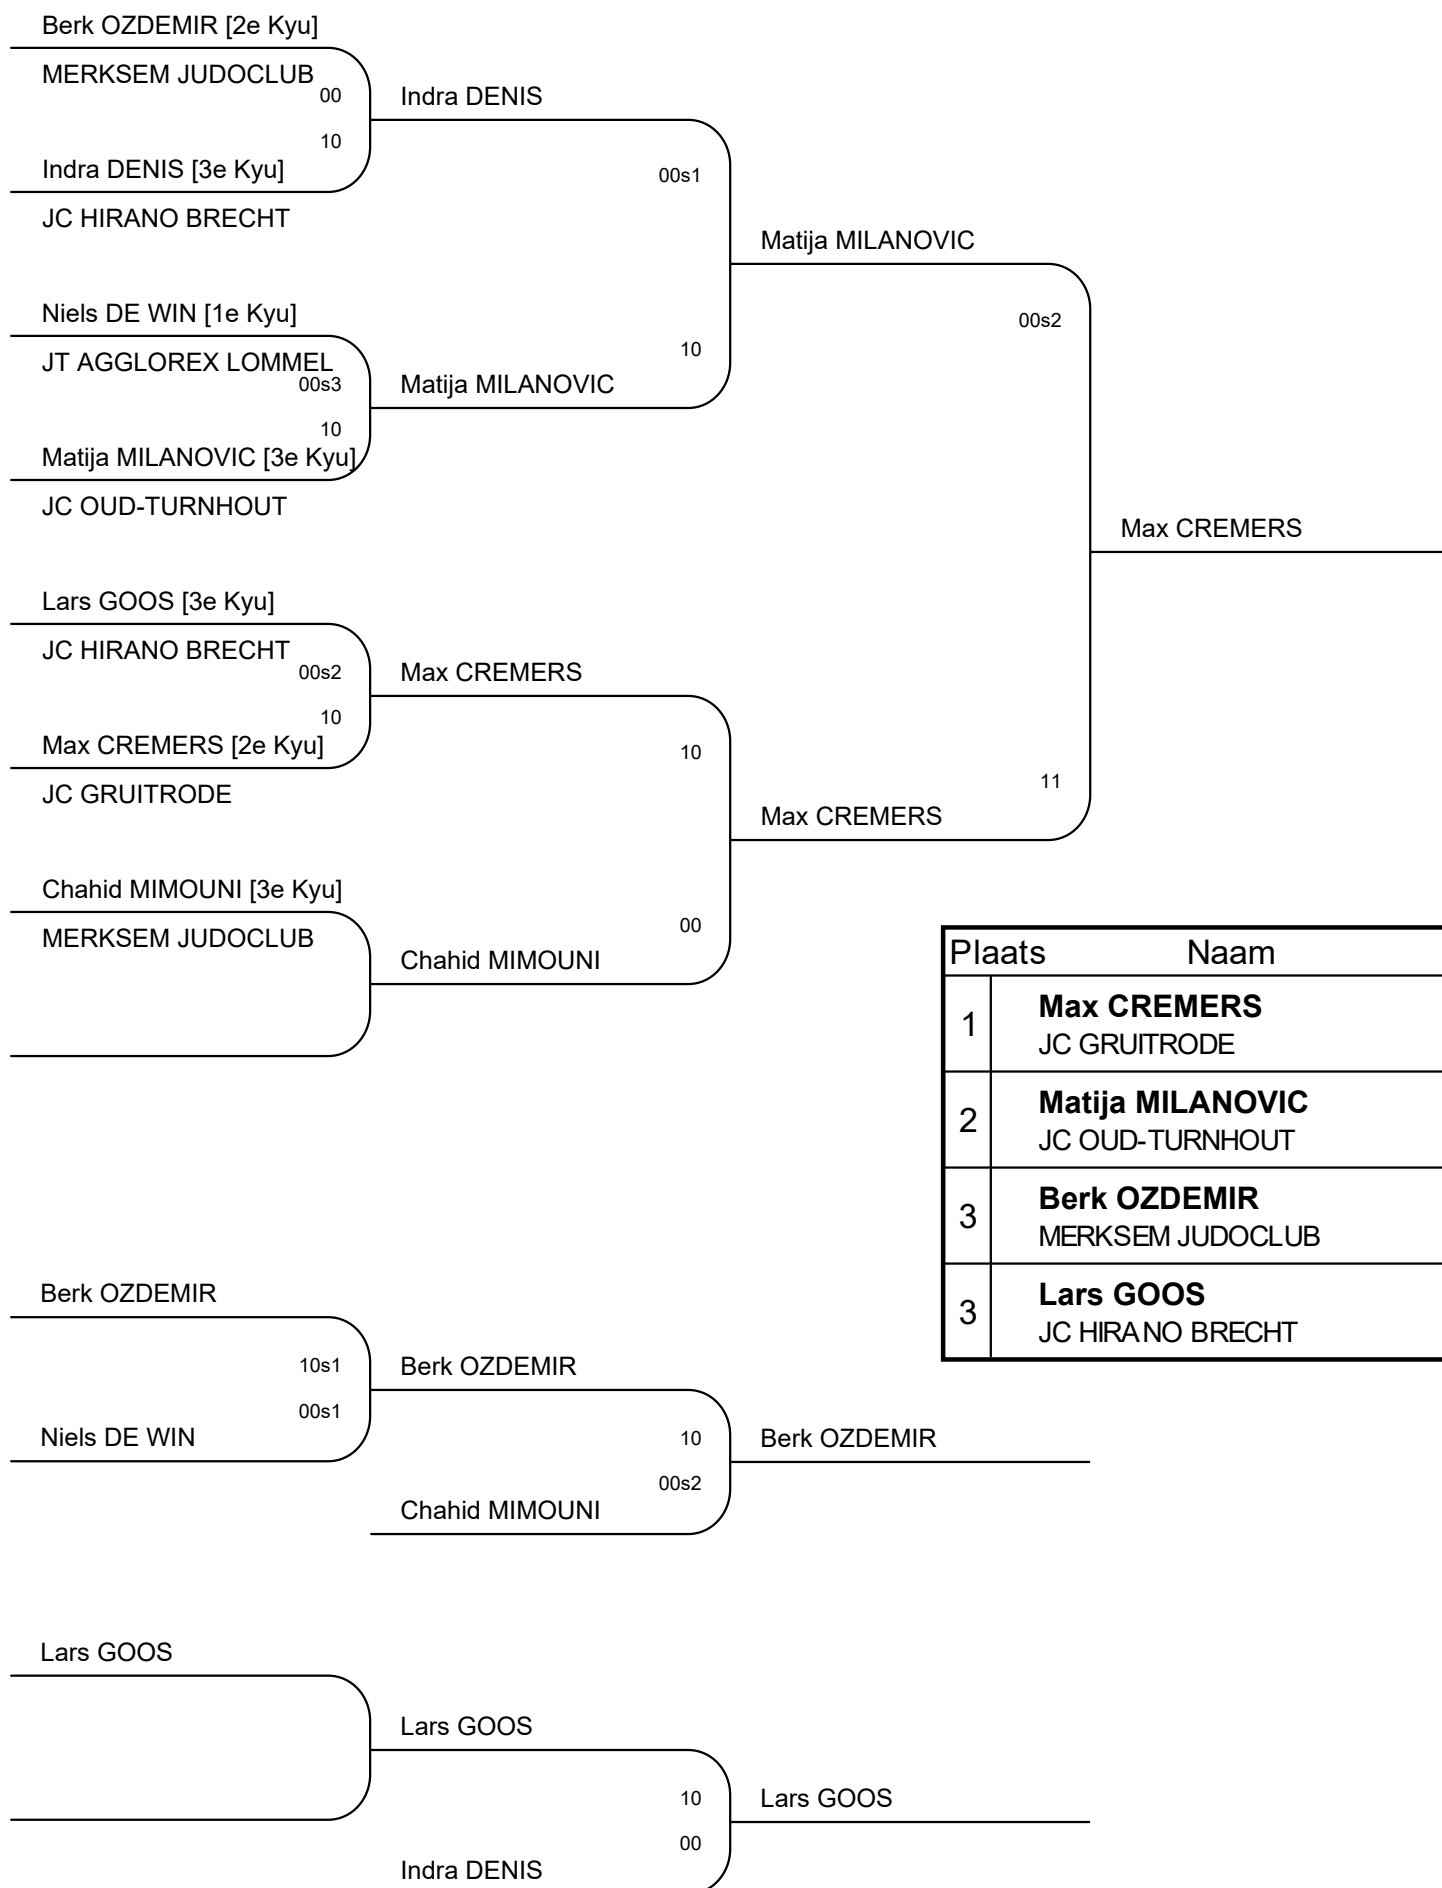 Berk OZDEMIR [2e Kyu]
MERKSEM JUDOCLUB
00
10
Indra DENIS [3e Kyu]
JC HIRANO BRECHT
Indra DENIS
00s1
Niels DE WIN [1e Kyu]
JT AGGLOREX LOMMEL
00s3
10
Matija MILANOVIC [3e Kyu]
JC OUD-TURNHOUT
10
Matija MILANOVIC
Matija MILANOVIC
00s2
Lars GOOS [3e Kyu]
JC HIRANO BRECHT
00s2
10
Max CREMERS [2e Kyu]
JC GRUITRODE
Max CREMERS
10
Chahid MIMOUNI [3e Kyu]
MERKSEM JUDOCLUB
00
Chahid MIMOUNI
11
Max CREMERS
Max CREMERS
Plaats Naam
1 Max CREMERS
JC GRUITRODE
2 Matija MILANOVIC
JC OUD-TURNHOUT
3 Berk OZDEMIR
MERKSEM JUDOCLUB
3 Lars GOOS
JC HIRANO BRECHT
Berk OZDEMIR
10s1
00s1
Niels DE WIN
Berk OZDEMIR
10
00s2
Chahid MIMOUNI
Berk OZDEMIR
Lars GOOS
Lars GOOS
10
00
Indra DENIS
Lars GOOS